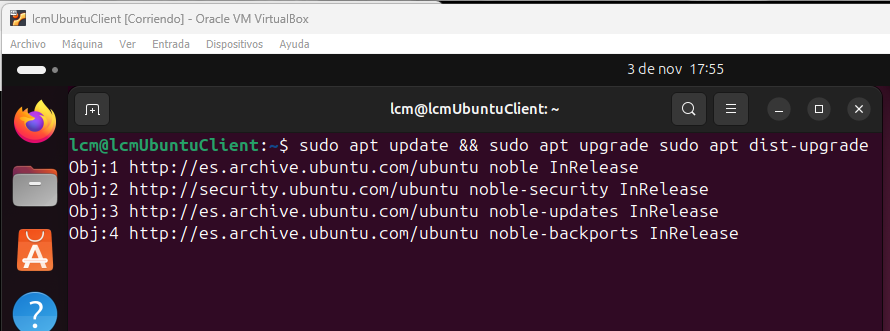 lcmUbuntuClient [Corriendo] - Oracle VM VirtualBox
Archivo Máquina Ver Entrada Dispositivos Ayuda
3 de nov 17:55
lcm@lcmUbuntuClient: ~
lcm@lcmUbuntuClient:~$ sudo apt update && sudo apt upgrade sudo apt dist-upgrade
Obj:1 http://es.archive.ubuntu.com/ubuntu noble InRelease
Obj:2 http://security.ubuntu.com/ubuntu noble-security InRelease
Obj:3 http://es.archive.ubuntu.com/ubuntu noble-updates InRelease
Obj:4 http://es.archive.ubuntu.com/ubuntu noble-backports InRelease